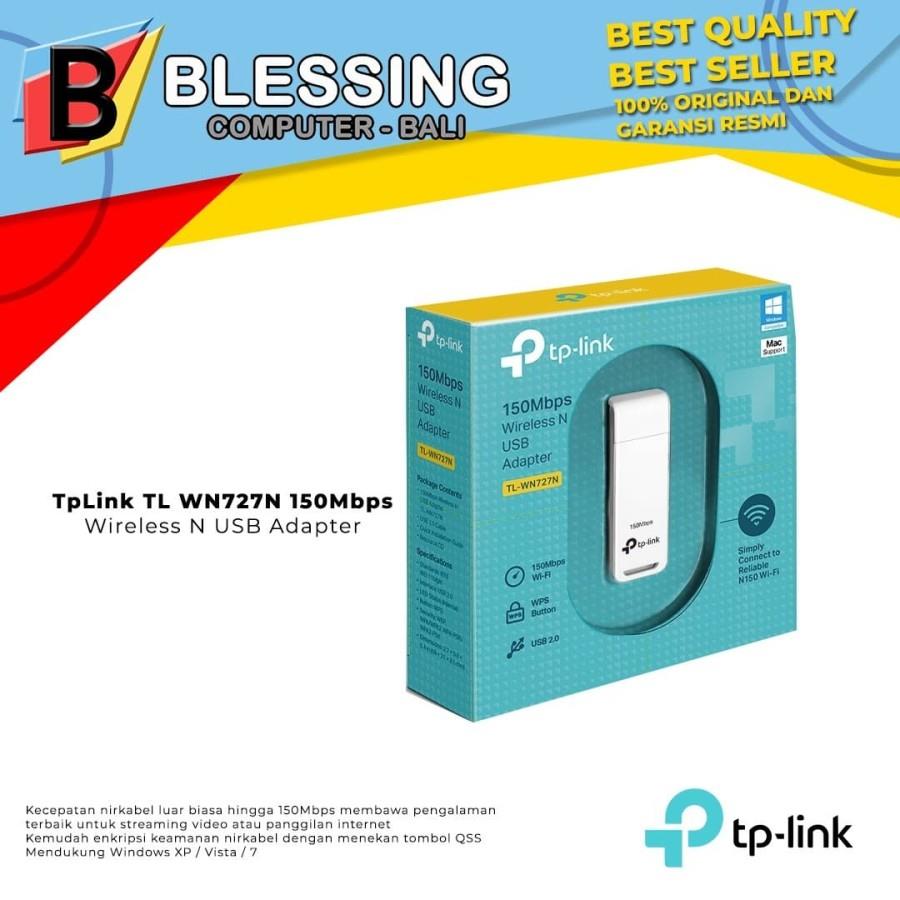 B
BLESSING
COMPUTER - BALI
BEST QUALITY
BEST SELLER
100% ORIGINAL DAN
GARANSI RESMI
TpLink TL WN727N 150Mbps
Wireless N USB Adapter
tp-link
tp-link
150Mbps
Wireless N
USB
Adapter
TL-WN727N
Package Contents
Specifications
tp-link
150Mbps
Wireless N
USB
Adapter
TL-WN727N
150Mbps
Wi-Fi
WPS
WPS
Button
USB 2.0
150Mbps
tp-link
Windows
Mac
Support
Simply
Connect to
Reliable
N150 Wi-Fi
Kecepatan nirkabel luar biasa hingga 150Mbps membawa pengalaman
terbaik untuk streaming video atau panggilan internet
Kemudah enkripsi keamanan nirkabel dengan menekan tombol QSS
Mendukung Windows XP / Vista / 7
tp-link